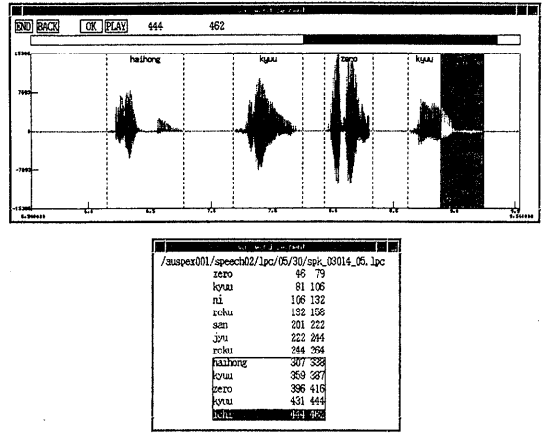 END BACK OK PLAY 444 462
haihong kyuu zero kyuu
/auspex001/speech02/lpc/05/30/spk_03014_05.lpc
zero 46 79
kyuu 81 106
ni 106 132
roku 132 158
san 201 222
jyu 222 244
roku 244 264
haihong 307 338
kyuu 359 387
zero 396 416
kyuu 431 444
ichi 444 462